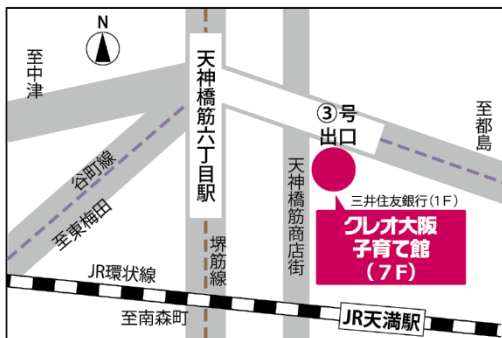 N
至中津
天神橋筋六丁目駅
③号
出口
至都島
谷町線
至東梅田
堺筋線
天神橋筋商店街
三井住友銀行(1F)
クレオ大阪
子育て館
(7F)
JR環状線
至南森町
JR天満駅